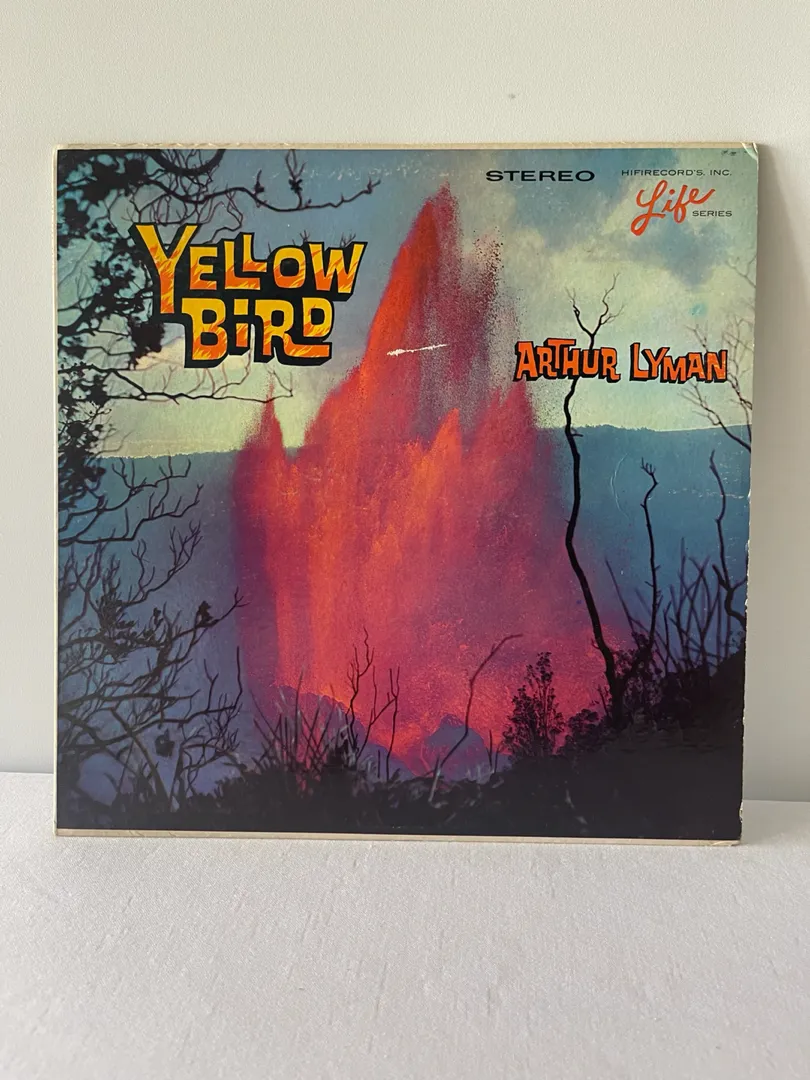 STEREO
HIFIRECORD'S, INC.
Life
SERIES
YELLOW
BIRD
ARTHUR LYMAN